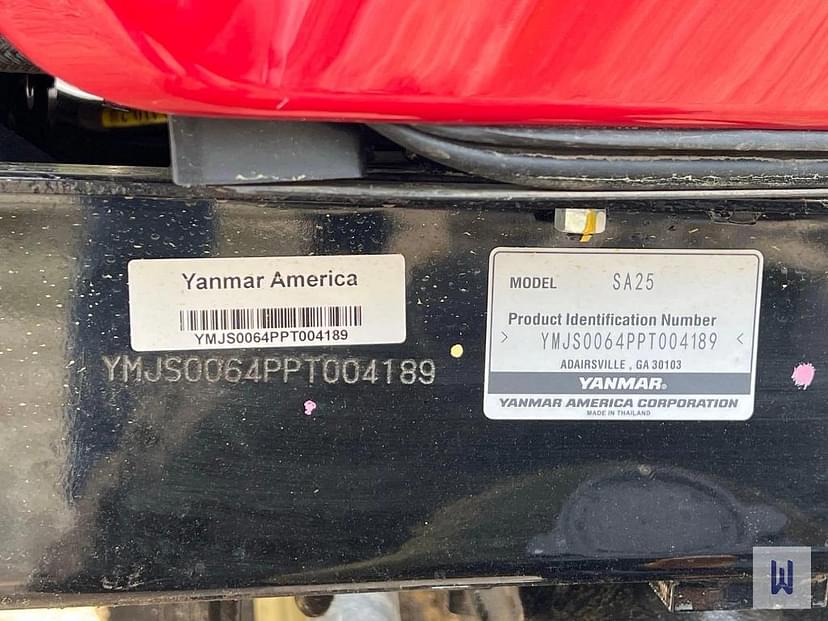 Yanmar America
YMJS0064PPT004189
YMJS0064PPT004189
MODEL SA25
Product Identification Number
> YMJS0064PPT004189 <
ADAIRSVILLE , GA 30103
YANMAR®
YANMAR AMERICA CORPORATION
MADE IN THAILAND
W